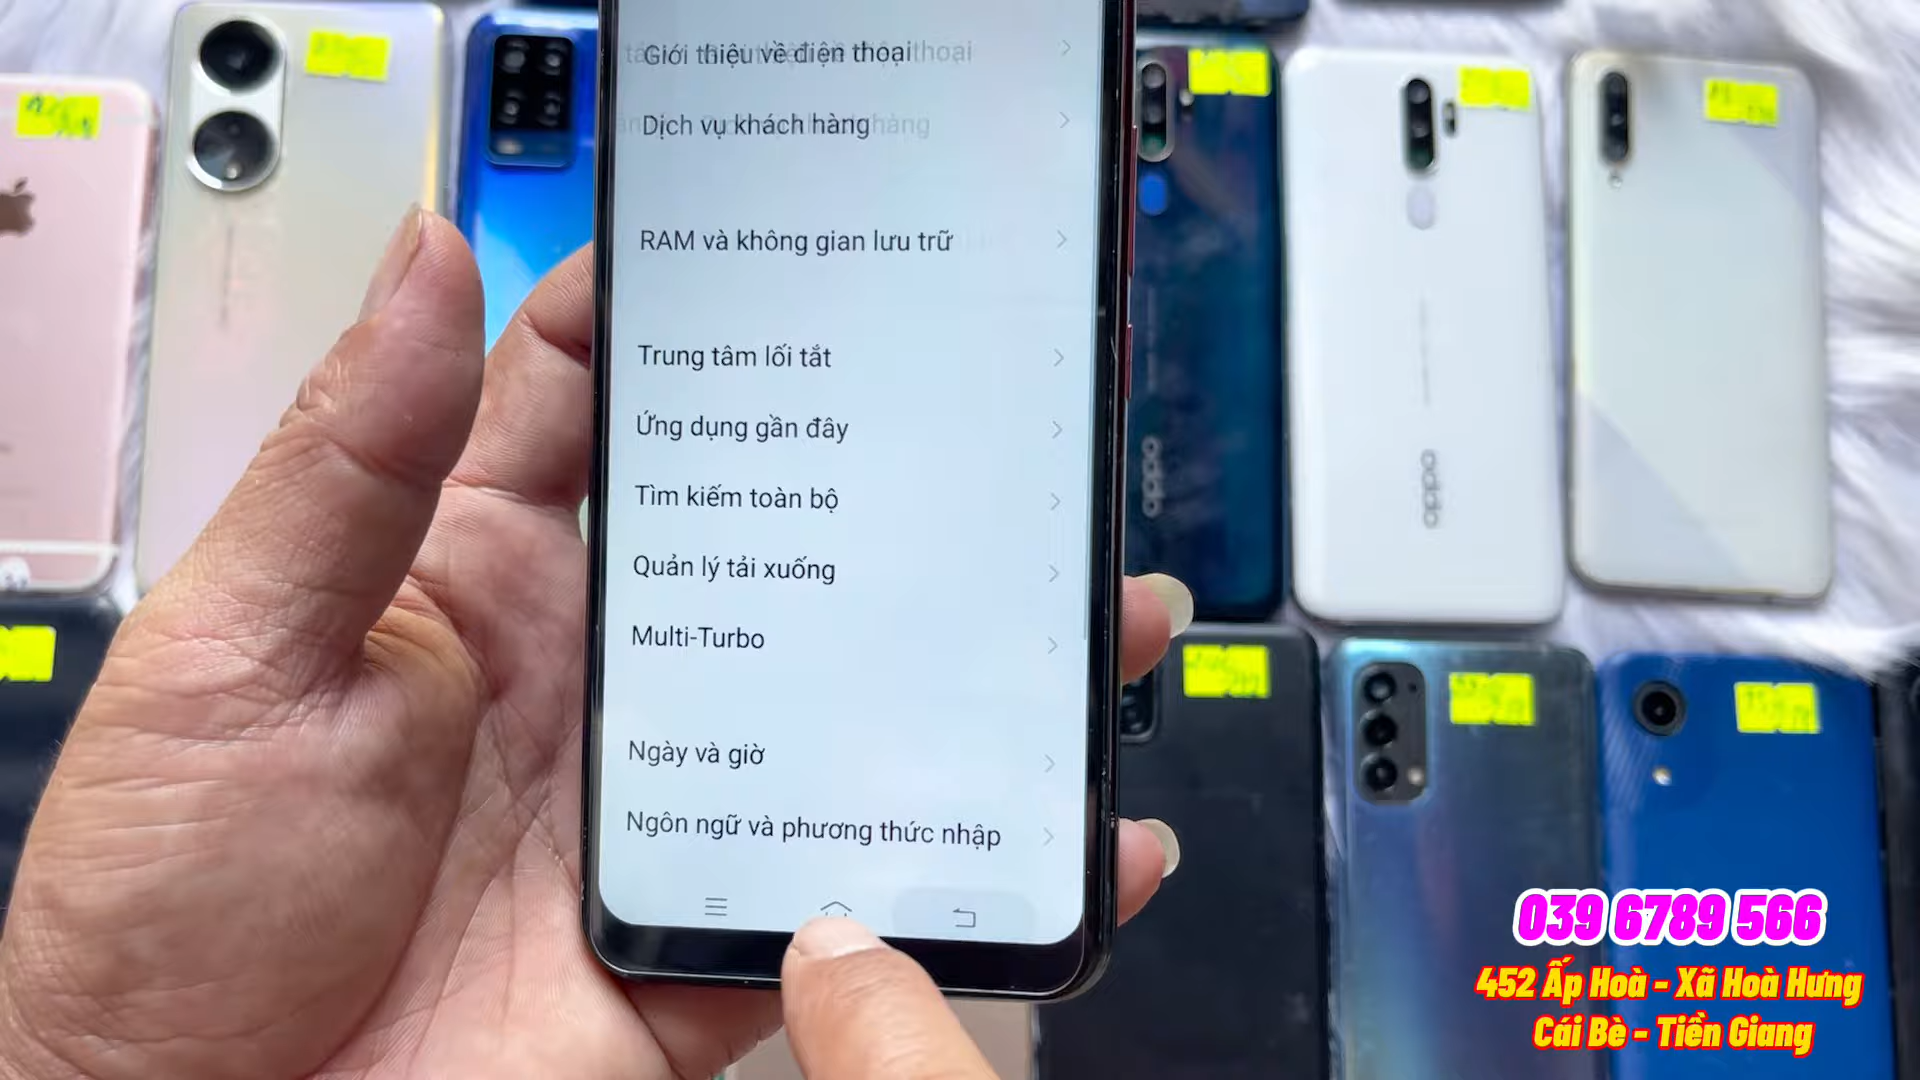 Giới thiệu về điện thoại
Dịch vụ khách hàng
RAM và không gian lưu trữ
Trung tâm lối tắt
Ứng dụng gần đây
Tìm kiếm toàn bộ
Quản lý tải xuống
Multi-Turbo
Ngày và giờ
Ngôn ngữ và phương thức nhập
oppo
oppo
039 6789 566
452 Ấp Hoà - Xã Hoà Hưng
Cái Bè - Tiền Giang